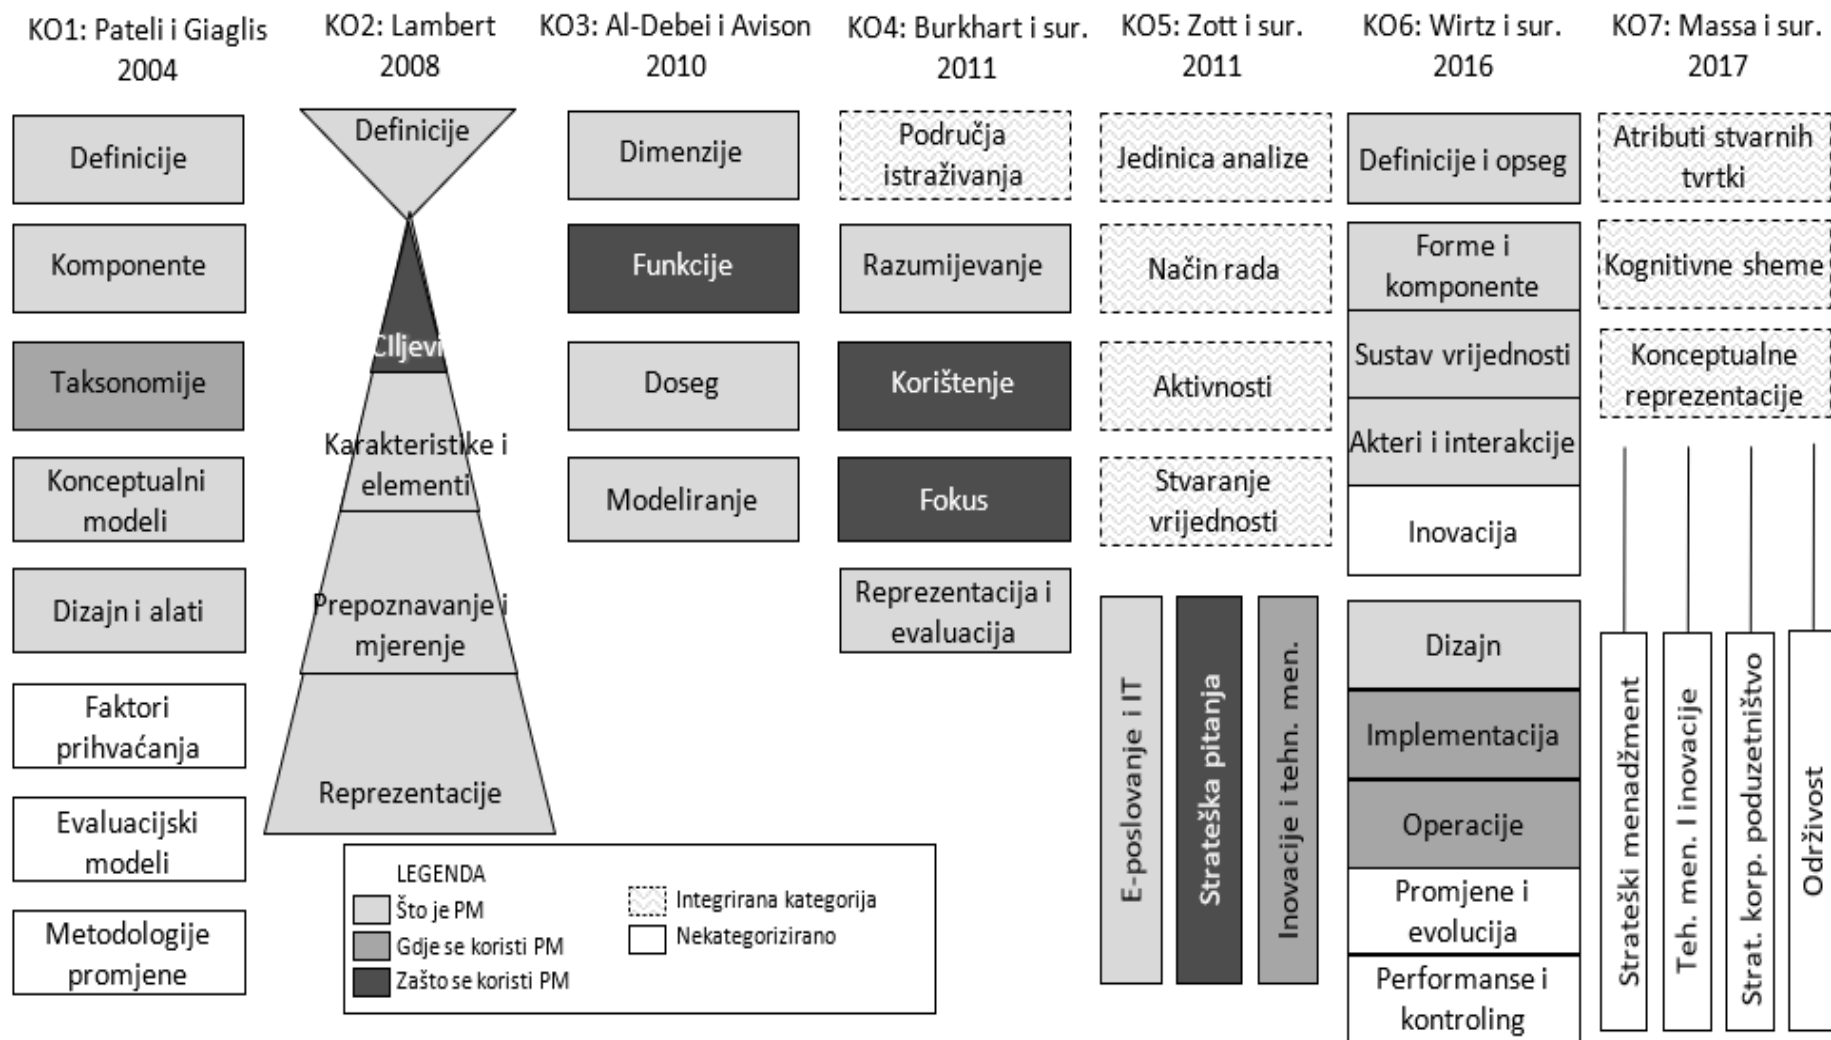 KO1: Pateli i Giaglis
2004
KO2: Lambert
2008
KO3: Al-Debei i Avison
2010
KO4: Burkhart i sur.
2011
KO5: Zott i sur.
2011
KO6: Wirtz i sur.
2016
KO7: Massa i sur.
2017
Definicije
Komponente
Taksonomije
Konceptualni
modeli
Dizajn i alati
Faktori
prihvaćanja
Evaluacijski
modeli
Metodologije
promjene
Definicije
CIljevi
Karakteristike i
elementi
Prepoznavanje i
mjerenje
Reprezentacije
Dimenzije
Funkcije
Doseg
Modeliranje
Područja
istraživanja
Razumijevanje
Korištenje
Fokus
Reprezentacija i
evaluacija
Jedinica analize
Način rada
Aktivnosti
Stvaranje
vrijednosti
E-poslovanje i IT
Strateška pitanja
Inovacije i tehn. men.
Definicije i opseg
Forme i
komponente
Sustav vrijednosti
Akteri i interakcije
Inovacija
Dizajn
Implementacija
Operacije
Promjene i
evolucija
Performanse i
kontroling
Atributi stvarnih
tvrtki
Kognitivne sheme
Konceptualne
reprezentacije
Strateški menadžment
Teh. men. I inovacije
Strat. korp. poduzetništvo
Održivost
LEGENDA
Što je PM
Gdje se koristi PM
Zašto se koristi PM
Integrirana kategorija
Nekategorizirano